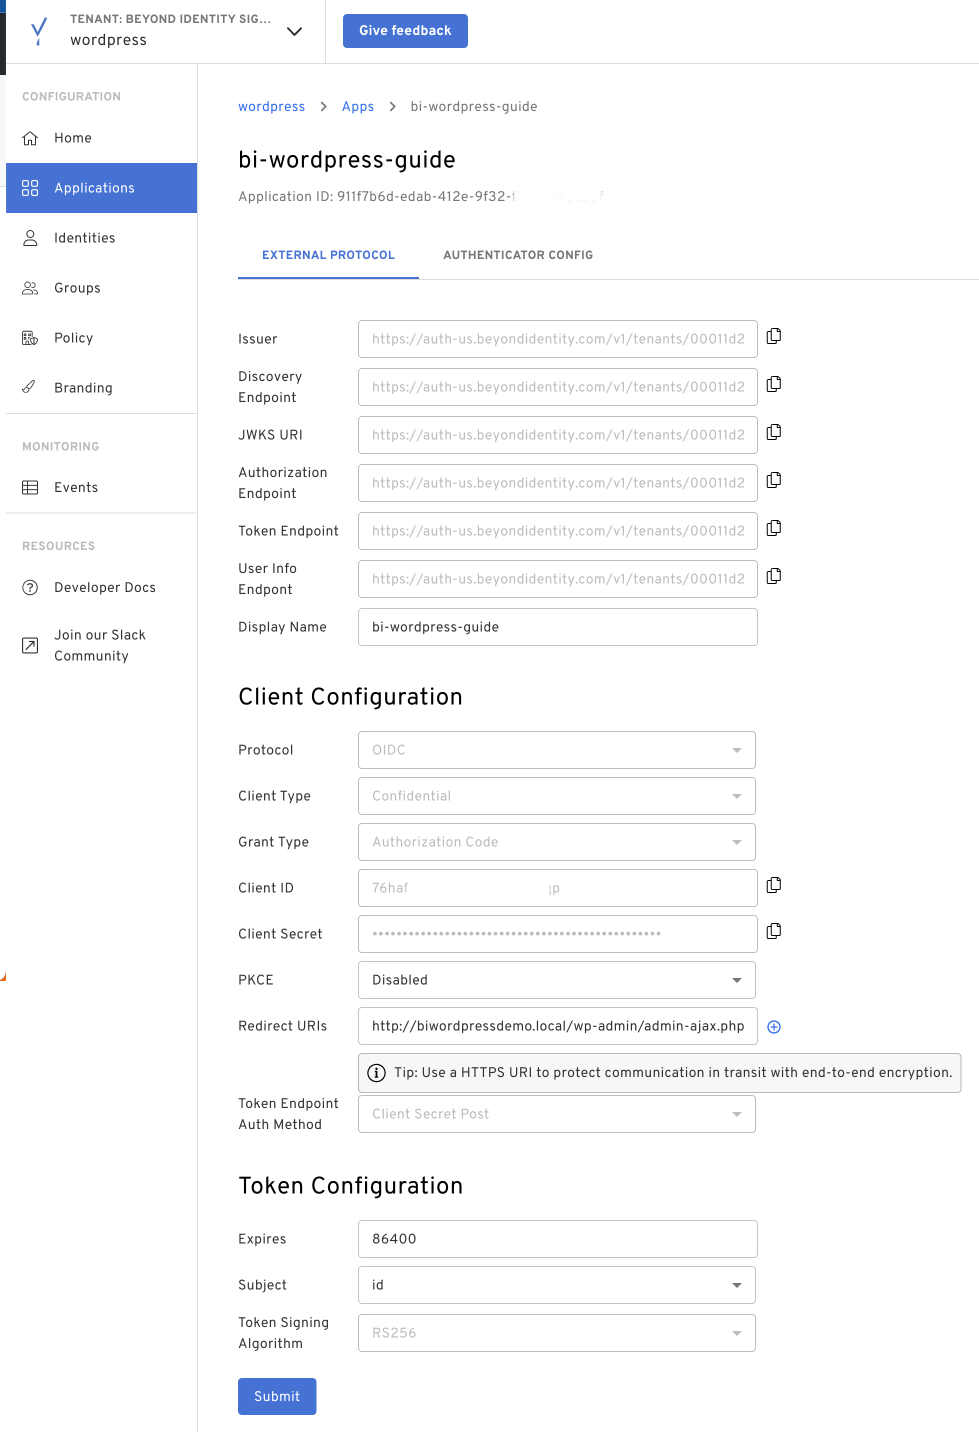 TENANT: BEYOND IDENTITY SIG...
wordpress
Give feedback
CONFIGURATION
Home
Applications
Identities
Groups
Policy
Branding
MONITORING
Events
RESOURCES
Developer Docs
Join our Slack
Community
wordpress > Apps > bi-wordpress-guide
bi-wordpress-guide
Application ID: 911f7b6d-edab-412e-9f32-
EXTERNAL PROTOCOL
AUTHENTICATOR CONFIG
Issuer
https://auth-us.beyondidentity.com/v1/tenants/00011d2
Discovery
Endpoint
https://auth-us.beyondidentity.com/v1/tenants/00011d2
JWKS URI
https://auth-us.beyondidentity.com/v1/tenants/00011d2
Authorization
Endpoint
https://auth-us.beyondidentity.com/v1/tenants/00011d2
Token Endpoint
https://auth-us.beyondidentity.com/v1/tenants/00011d2
User Info
Endpont
https://auth-us.beyondidentity.com/v1/tenants/00011d2
Display Name
bi-wordpress-guide
Client Configuration
Protocol
OIDC
Client Type
Confidential
Grant Type
Authorization Code
Client ID
76haf
Client Secret
PKCE
Disabled
Redirect URIs
http://biwordpressdemo.local/wp-admin/admin-ajax.php
Tip: Use a HTTPS URI to protect communication in transit with end-to-end encryption.
Token Endpoint
Auth Method
Client Secret Post
Token Configuration
Expires
86400
Subject
id
Token Signing
Algorithm
RS256
Submit